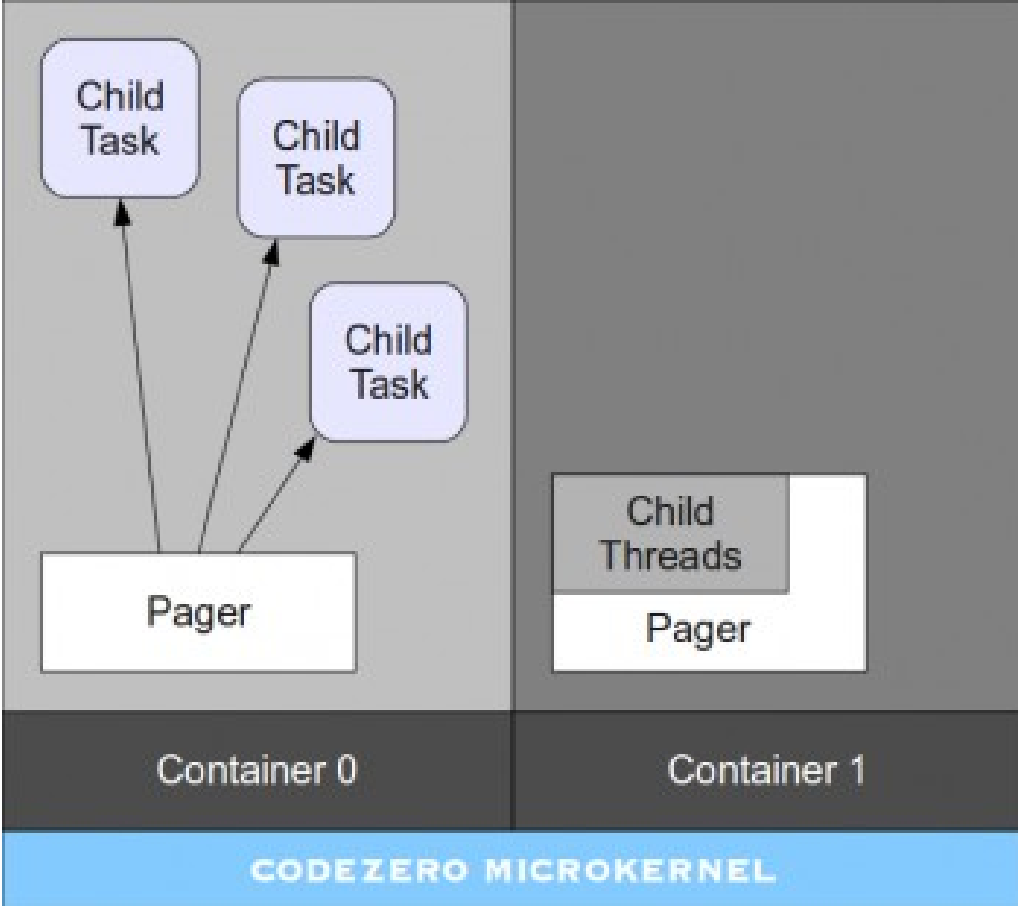 Child
Task
Child
Task
Child
Task
Pager
Child
Threads
Pager
Container 0
Container 1
CODEZERO MICROKERNEL